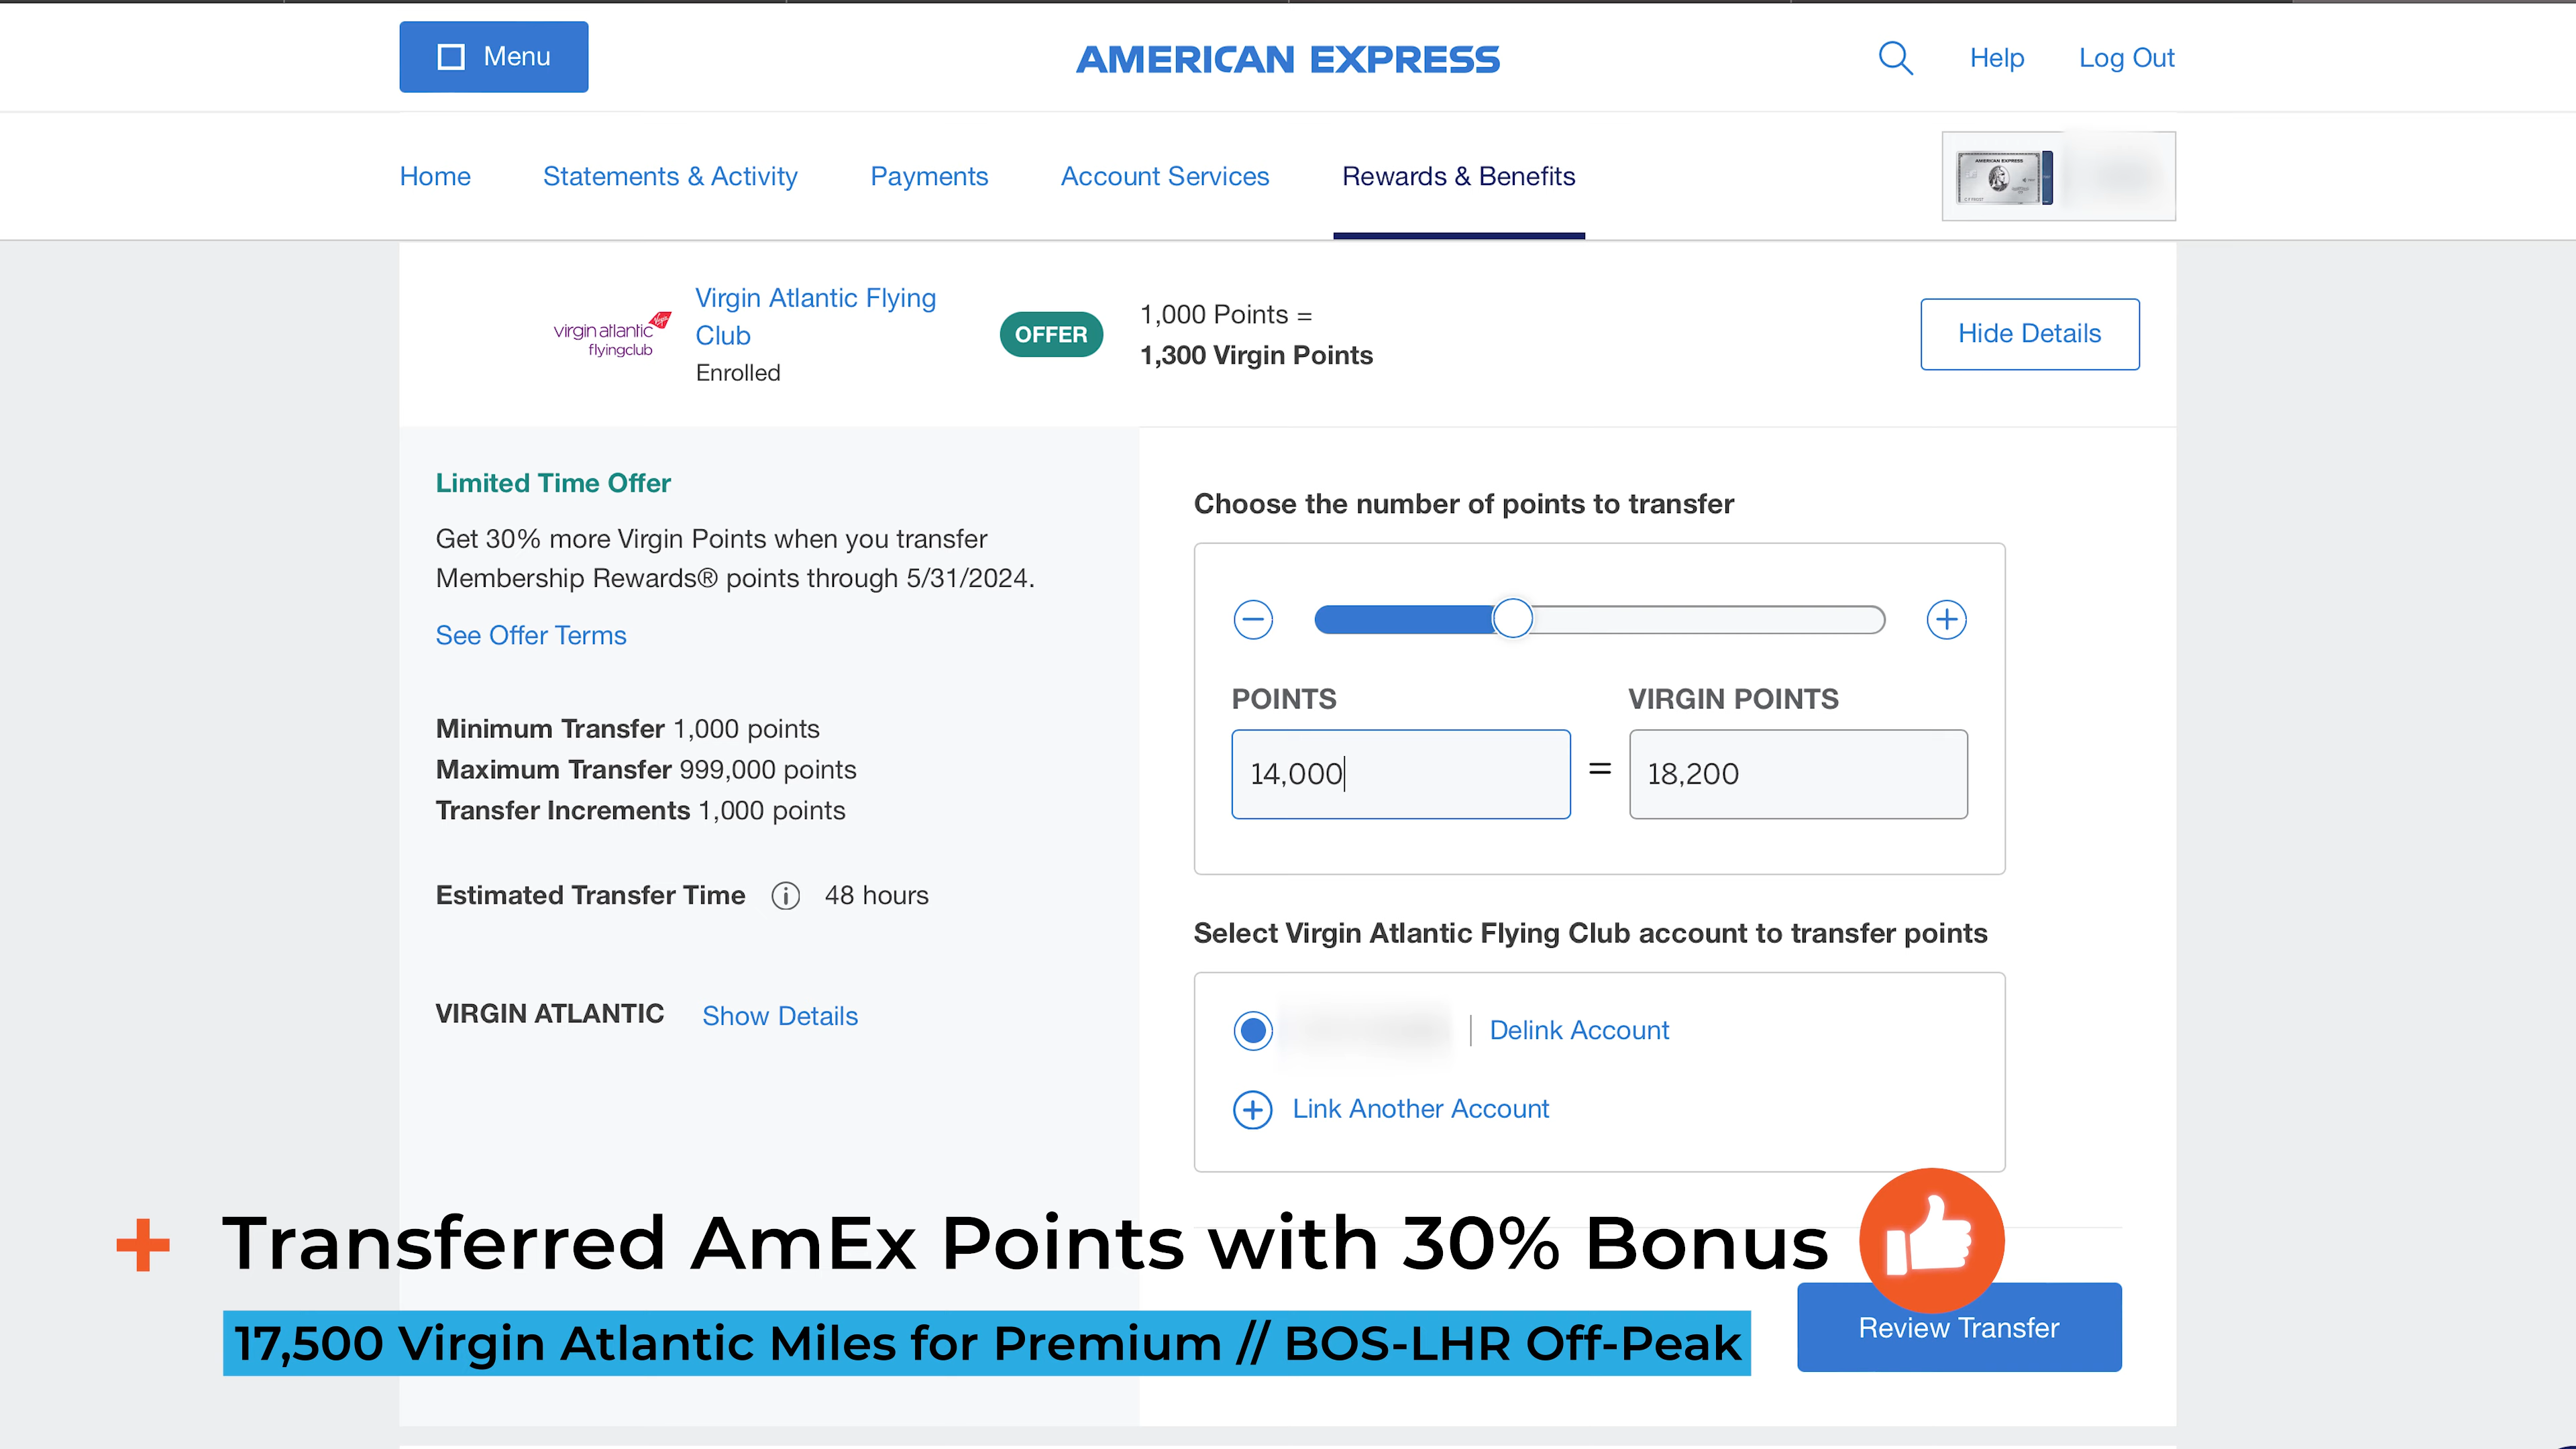 Menu
AMERICAN EXPRESS
Help
Log Out
Home
Statements & Activity
Payments
Account Services
Rewards & Benefits
AMERICAN EXPRESS
virgin atlantic
flyingclub
Virgin Atlantic Flying
Club
Enrolled
OFFER
1,000 Points =
1,300 Virgin Points
Hide Details
Limited Time Offer
Get 30% more Virgin Points when you transfer
Membership Rewards® points through 5/31/2024.
See Offer Terms
Minimum Transfer 1,000 points
Maximum Transfer 999,000 points
Transfer Increments 1,000 points
Estimated Transfer Time 48 hours
VIRGIN ATLANTIC Show Details
Choose the number of points to transfer
POINTS
VIRGIN POINTS
14,000
=
18,200
Select Virgin Atlantic Flying Club account to transfer points
Delink Account
Link Another Account
+ Transferred AmEx Points with 30% Bonus
17,500 Virgin Atlantic Miles for Premium // BOS-LHR Off-Peak
Review Transfer